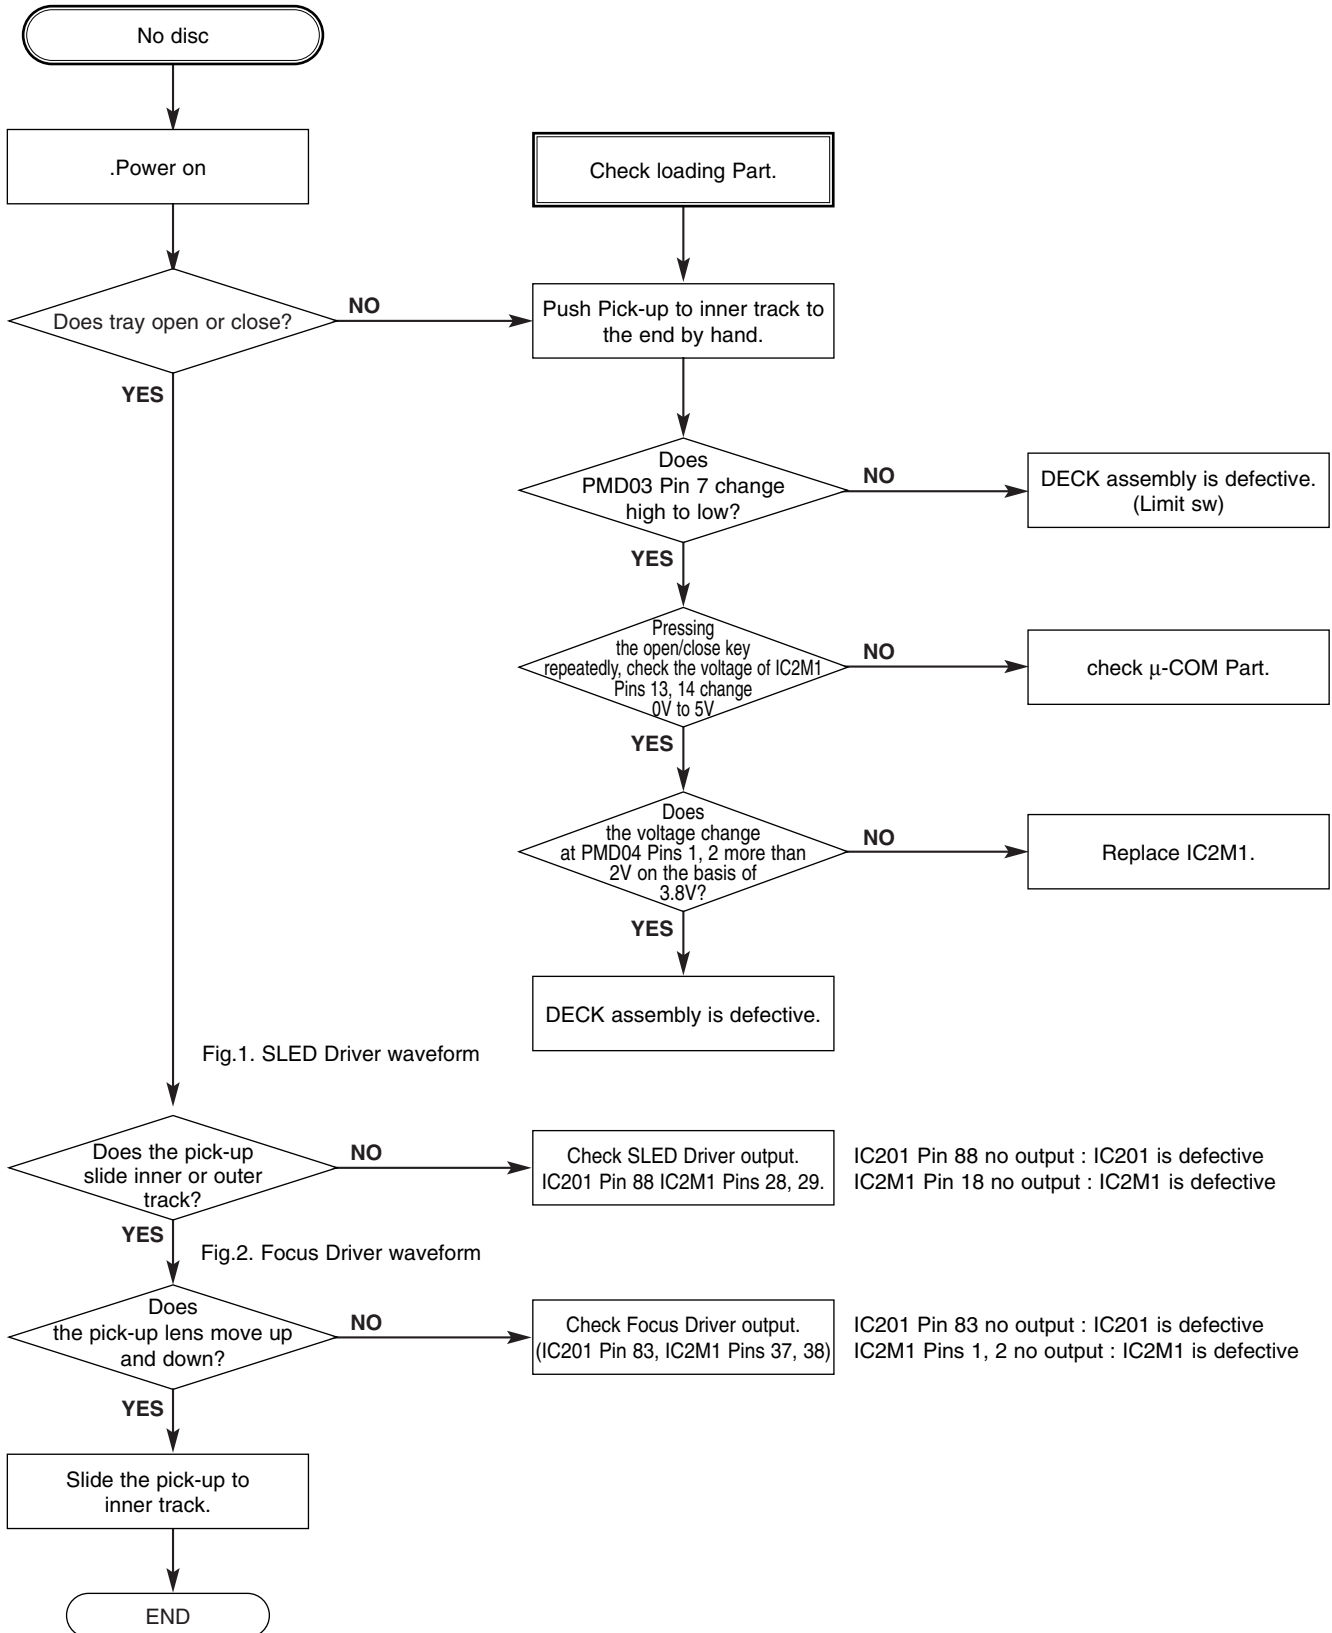 No disc
.Power on
Does tray open or close?
NO
YES
Check loading Part.
Push Pick-up to inner track to
the end by hand.
Does
PMD03 Pin 7 change
high to low?
NO
DECK assembly is defective.
(Limit sw)
YES
Pressing
the open/close key
repeatedly, check the voltage of IC2M1
Pins 13, 14 change
0V to 5V
NO
check μ-COM Part.
YES
Does
the voltage change
at PMD04 Pins 1, 2 more than
2V on the basis of
3.8V?
NO
Replace IC2M1.
YES
DECK assembly is defective.
Fig.1. SLED Driver waveform
Does the pick-up
slide inner or outer
track?
NO
Check SLED Driver output.
IC201 Pin 88 IC2M1 Pins 28, 29.
IC201 Pin 88 no output : IC201 is defective
IC2M1 Pin 18 no output : IC2M1 is defective
YES
Fig.2. Focus Driver waveform
Does
the pick-up lens move up
and down?
NO
Check Focus Driver output.
(IC201 Pin 83, IC2M1 Pins 37, 38)
IC201 Pin 83 no output : IC201 is defective
IC2M1 Pins 1, 2 no output : IC2M1 is defective
YES
Slide the pick-up to
inner track.
END